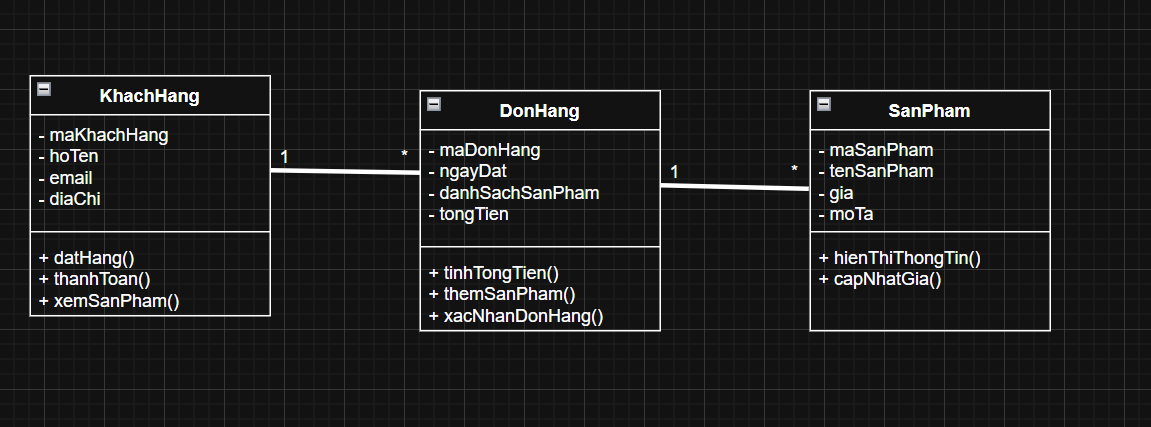 KhachHang
- maKhachHang
- hoTen
- email
- diaChi
+ datHang()
+ thanhToan()
+ xemSanPham()
1
*
DonHang
- maDonHang
- ngayDat
- danhSachSanPham
- tongTien
+ tinhTongTien()
+ themSanPham()
+ xacNhanDonHang()
1
*
SanPham
- maSanPham
- tenSanPham
- gia
- moTa
+ hienThiThongTin()
+ capNhatGia()